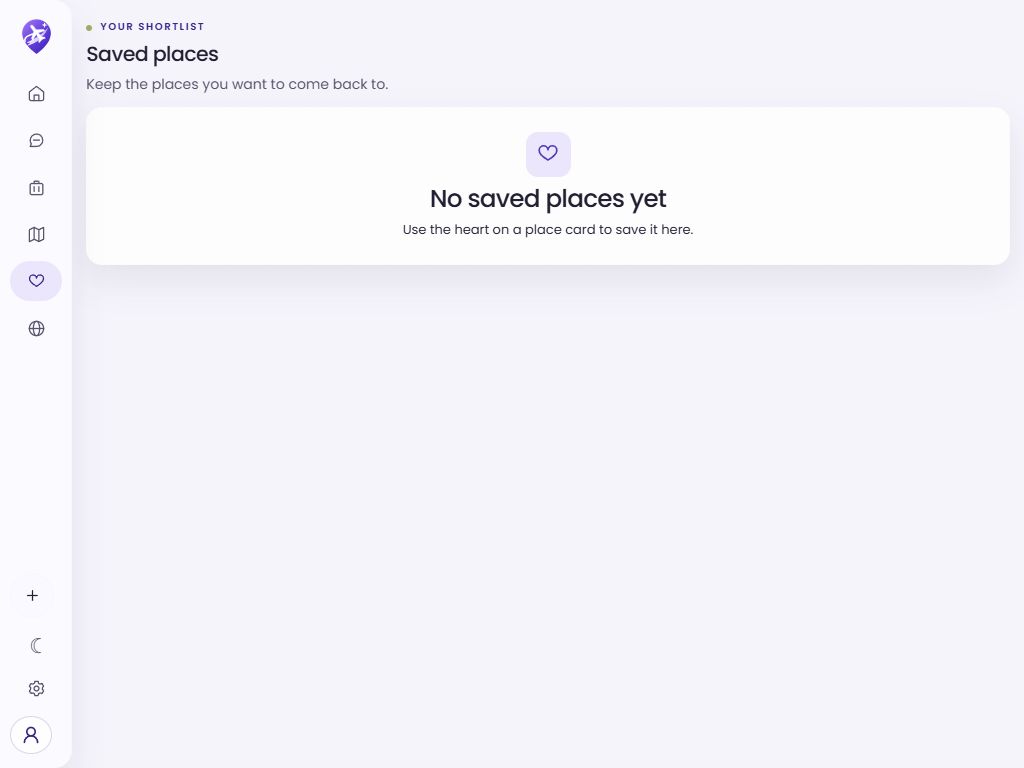 YOUR SHORTLIST
Saved places
Keep the places you want to come back to.
No saved places yet
Use the heart on a place card to save it here.